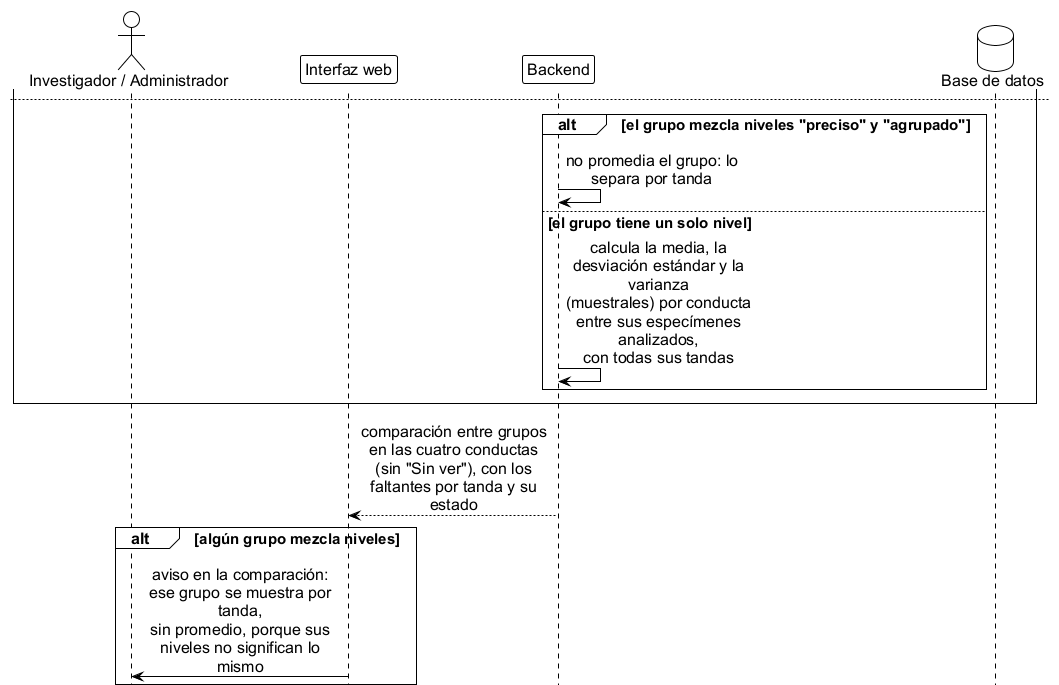 Investigador / Administrador
Interfaz web
Backend
Base de datos
alt [el grupo mezcla niveles "preciso" y "agrupado"]
no promedia el grupo: lo
separa por tanda
[el grupo tiene un solo nivel]
calcula la media, la
desviación estándar y la
varianza
(muestrales) por conducta
entre sus especímenes
analizados,
con todas sus tandas
comparación entre grupos
en las cuatro conductas
(sin "Sin ver"), con los
faltantes por tanda y su
estado
alt [algún grupo mezcla niveles]
aviso en la comparación:
ese grupo se muestra por
tanda,
sin promedio, porque sus
niveles no significan lo
mismo